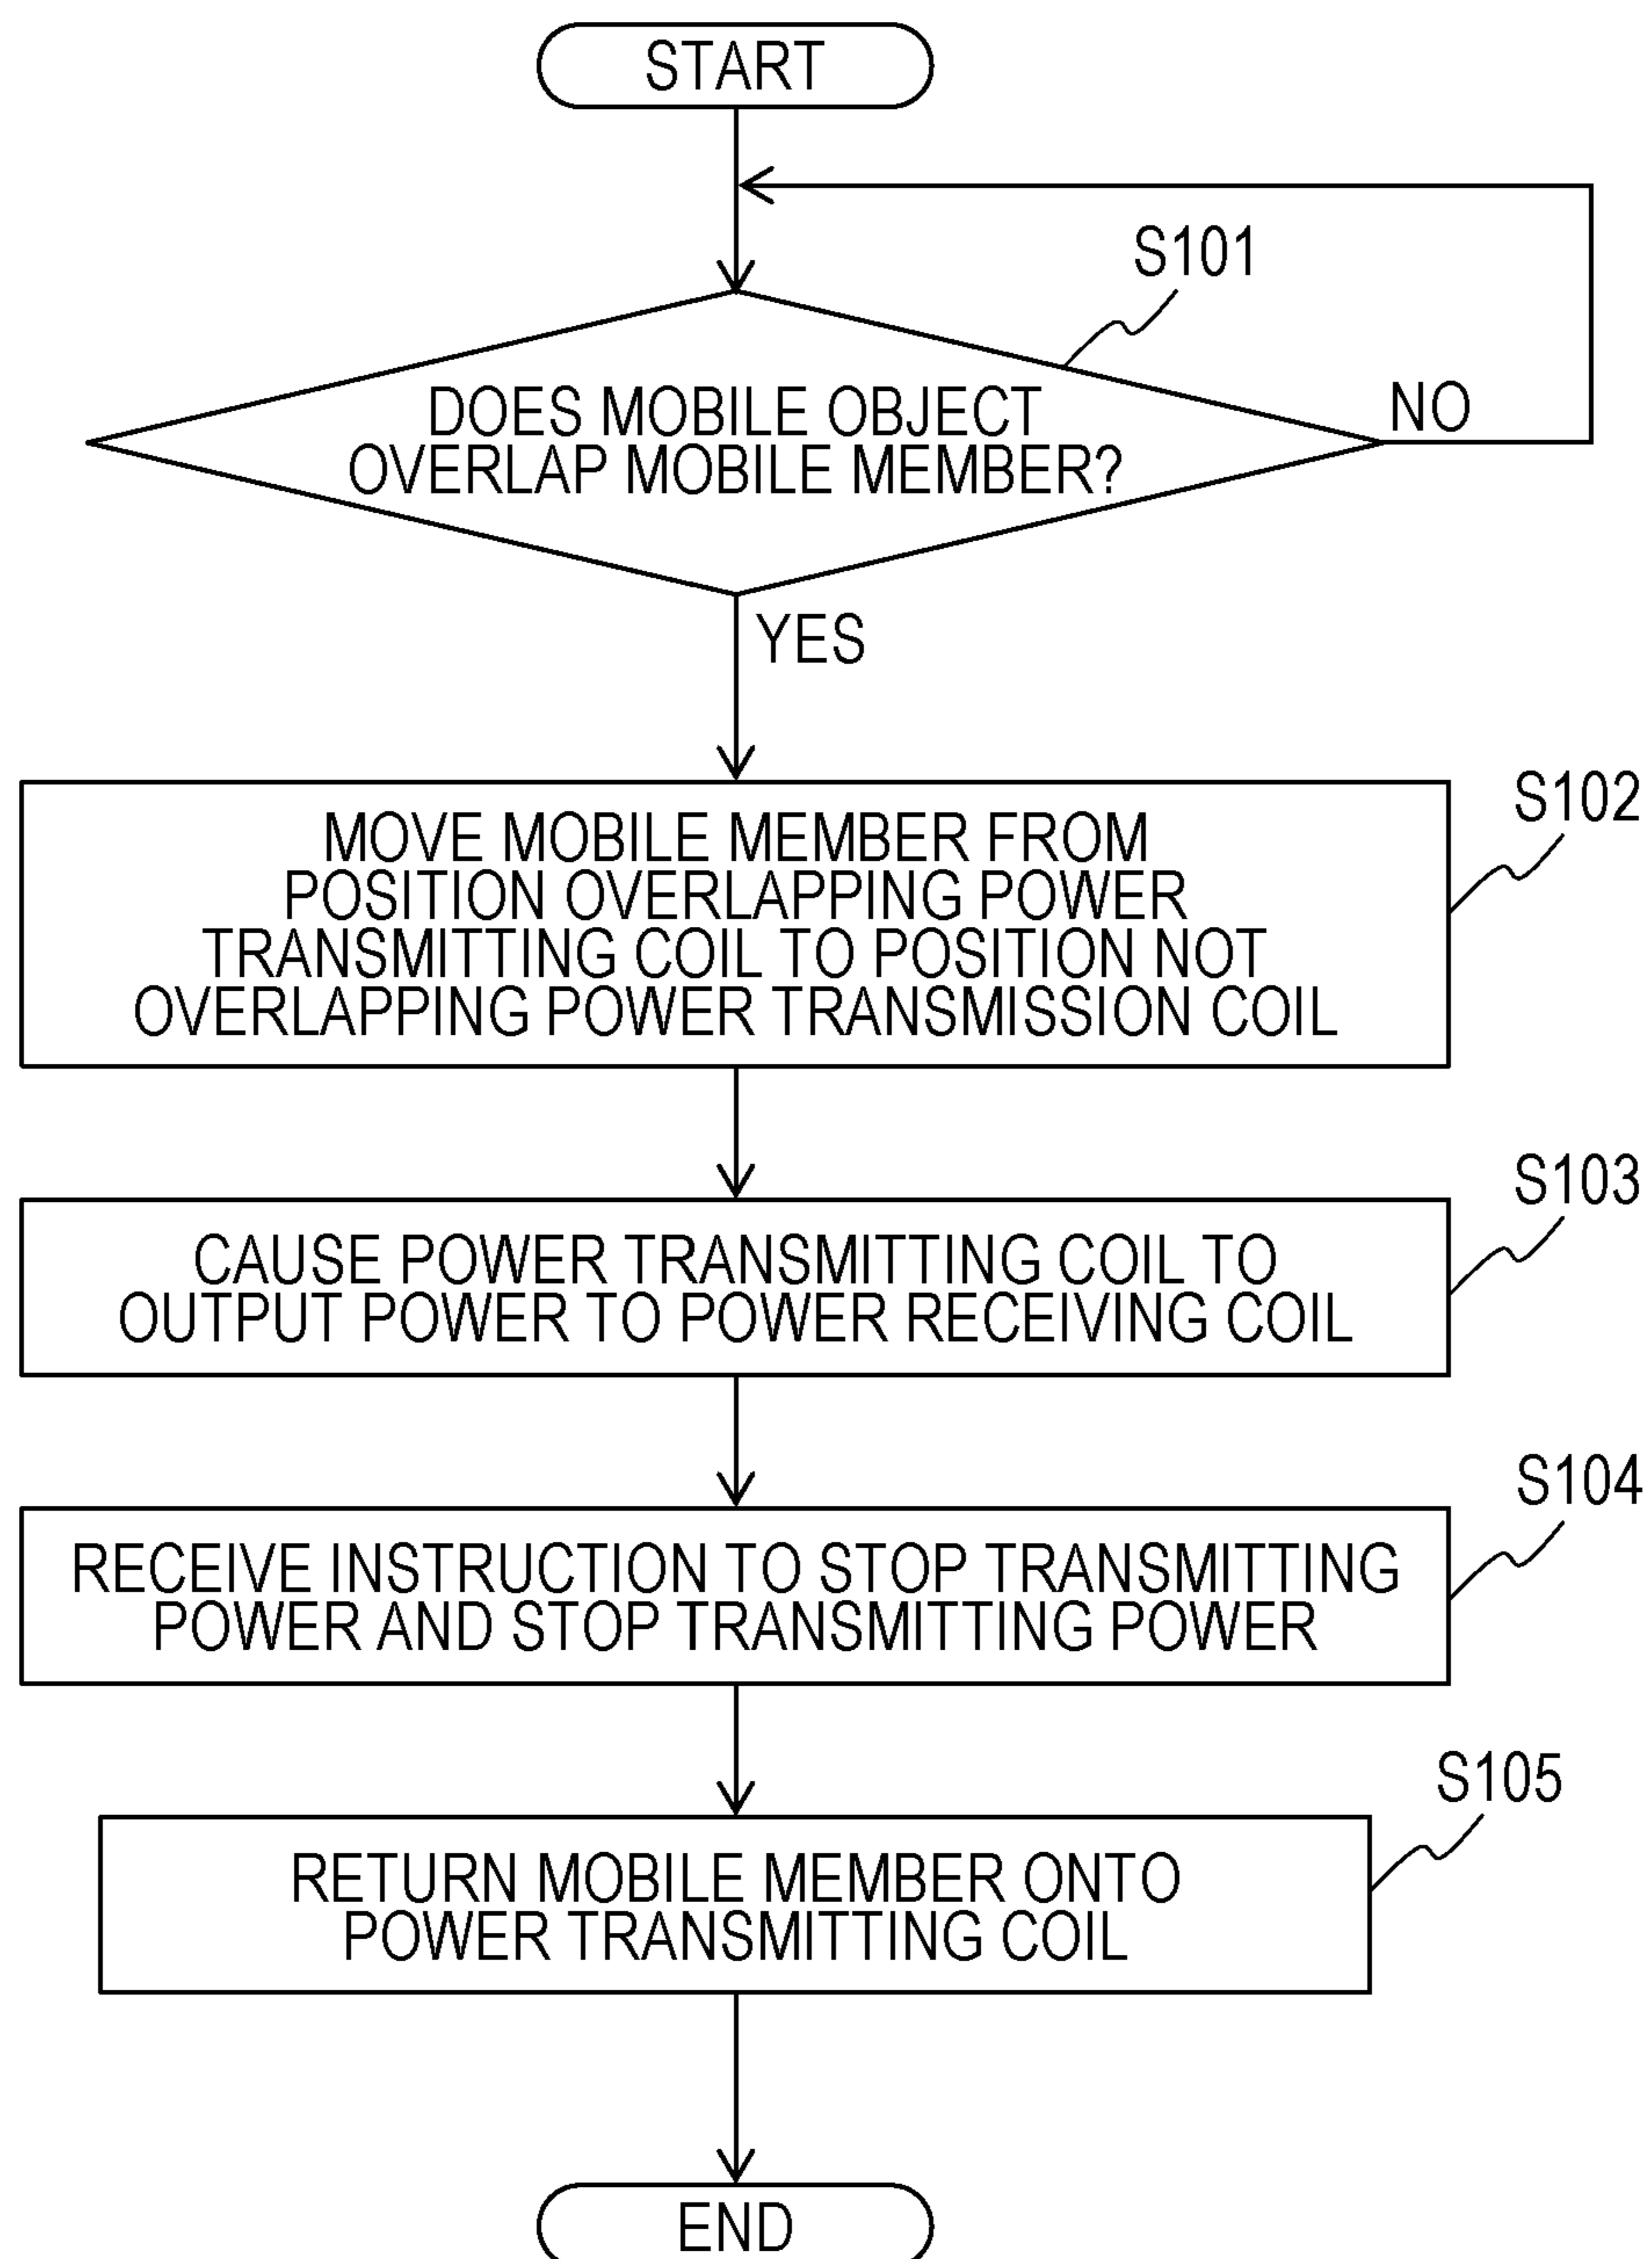 START
S101
DOES MOBILE OBJECT
OVERLAP MOBILE MEMBER?
NO
YES
S102
MOVE MOBILE MEMBER FROM
POSITION OVERLAPPING POWER
TRANSMITTING COIL TO POSITION NOT
OVERLAPPING POWER TRANSMISSION COIL
S103
CAUSE POWER TRANSMITTING COIL TO
OUTPUT POWER TO POWER RECEIVING COIL
S104
RECEIVE INSTRUCTION TO STOP TRANSMITTING
POWER AND STOP TRANSMITTING POWER
S105
RETURN MOBILE MEMBER ONTO
POWER TRANSMITTING COIL
END